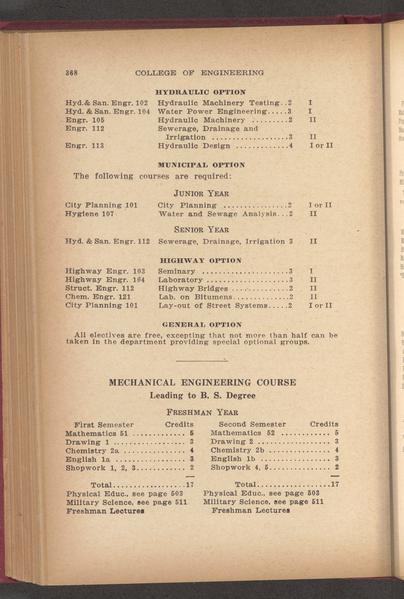 368 COLLEGE OF ENGINEERING
HYDRAULIC OPTION
Hyd. & San. Engr. 102 Hydraulic Machinery Testing..2 I
Hyd. & San. Engr. 104 Water Power Engineering.....3 I
Engr. 105 Hydraulic Machinery .........2 II
Engr. 112 Sewerage, Drainage and
Irrigation ..................3 II
Engr. 113 Hydraulic Design ............4 I or II
MUNICIPAL OPTION
The following courses are required:
JUNIOR YEAR
City Planning 101 City Planning ...............2 I or II
Hygiene 107 Water and Sewage Analysis...2 II
SENIOR YEAR
Hyd. & San. Engr. 112 Sewerage, Drainage, Irrigation 3 II
HIGHWAY OPTION
Highway Engr. 103 Seminary ....................3 I
Highway Engr. 104 Laboratory ...................3 II
Struct. Engr. 112 Highway Bridges .............2 II
Chem. Engr. 121 Lab. on Bitumens.............2 II
City Planning 101 Lay-out of Street Systems.....2 I or II
GENERAL OPTION
All electives are free, excepting that not more than half can be
taken in the department providing special optional groups.
MECHANICAL ENGINEERING COURSE
Leading to B. S. Degree
FRESHMAN YEAR
First Semester Credits Second Semester Credits
Mathematics 51 ............. 5 Mathematics 52 ............ 5
Drawing 1 .................. 3 Drawing 2 .................. 3
Chemistry 2a ............... 4 Chemistry 2b ............... 4
English 1a ................. 3 English 1b ................. 3
Shopwork 1, 2, 3............ 2 Shopwork 4, 5............... 2
Total..................17 Total..................17
Physical Educ., see page 503 Physical Educ., see page 503
Military Science, see page 511 Military Science, see page 511
Freshman Lectures Freshman Lectures